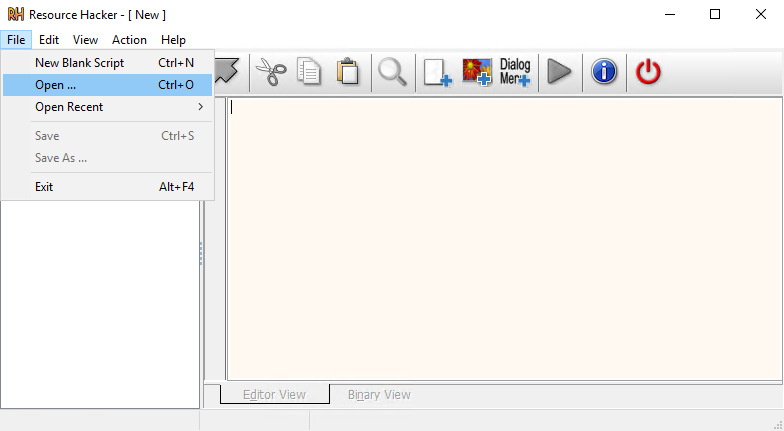 RH Resource Hacker - [ New ]
File Edit View Action Help
New Blank Script Ctrl+N
Open ... Ctrl+O
Open Recent
Save Ctrl+S
Save As ...
Exit Alt+F4
Dialog
Menu
Editor View Binary View